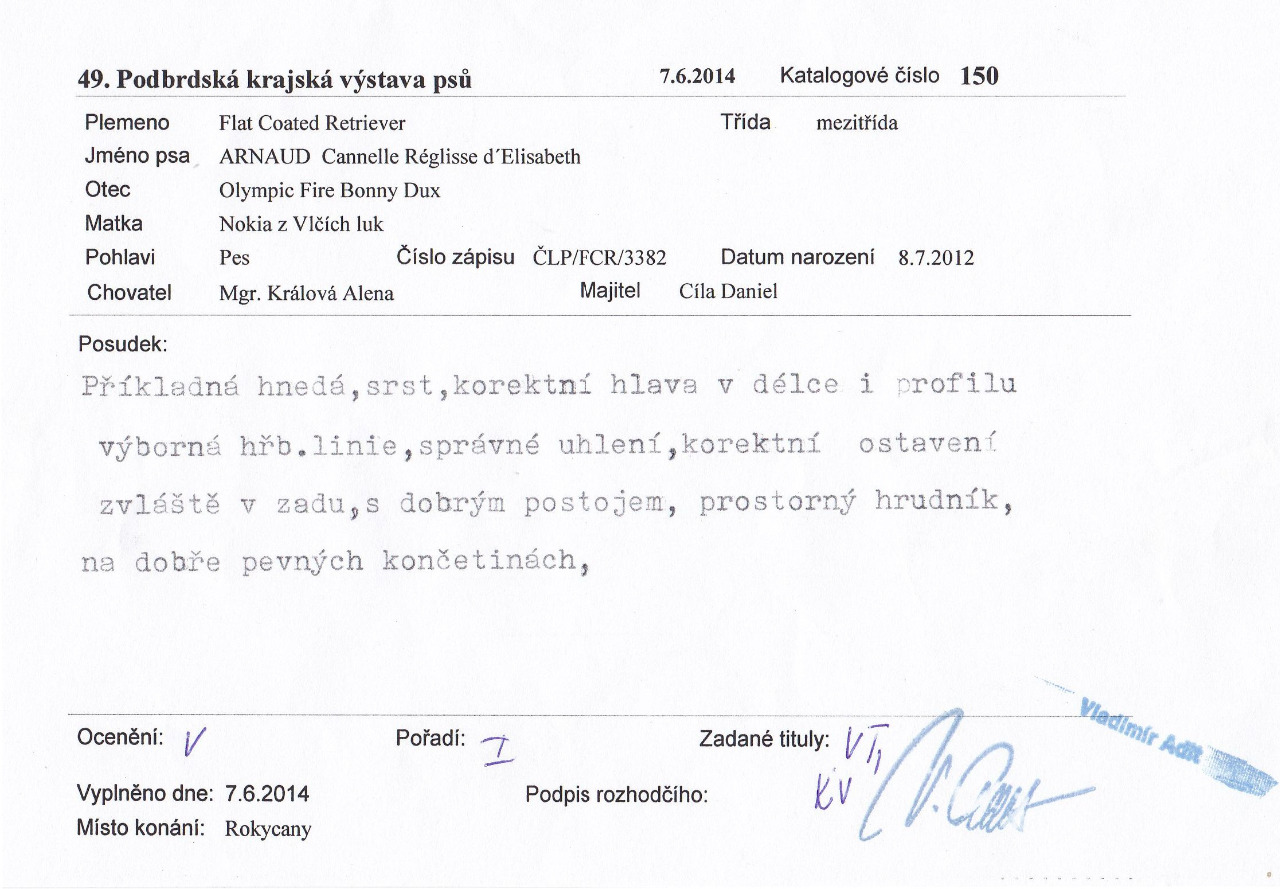 49. Podbrdská krajská výstava psů 7.6.2014 Katalogové číslo 150
Plemeno Flat Coated Retriever Třída mezitřída
Jméno psa ARNAUD Cannelle Réglisse d´Elisabeth
Otec Olympic Fire Bonny Dux
Matka Nokia z Vlčích luk
Pohlavi Pes Číslo zápisu ČLP/FCR/3382 Datum narození 8.7.2012
Chovatel Mgr. Králová Alena Majitel Cíla Daniel
Posudek:
Příkladná hnedá,srst,korektní hlava v délce i profilu
výborná hřb.linie,správné uhlení,korektní ostavení
zvláště v zadu,s dobrým postojem, prostorný hrudník,
na dobře pevných končetinách,
Vladimír Adlt
Ocenění: V Pořadí: I Zadané tituly: VT,
KV
Vyplněno dne: 7.6.2014 Podpis rozhodčího:
Místo konání: Rokycany